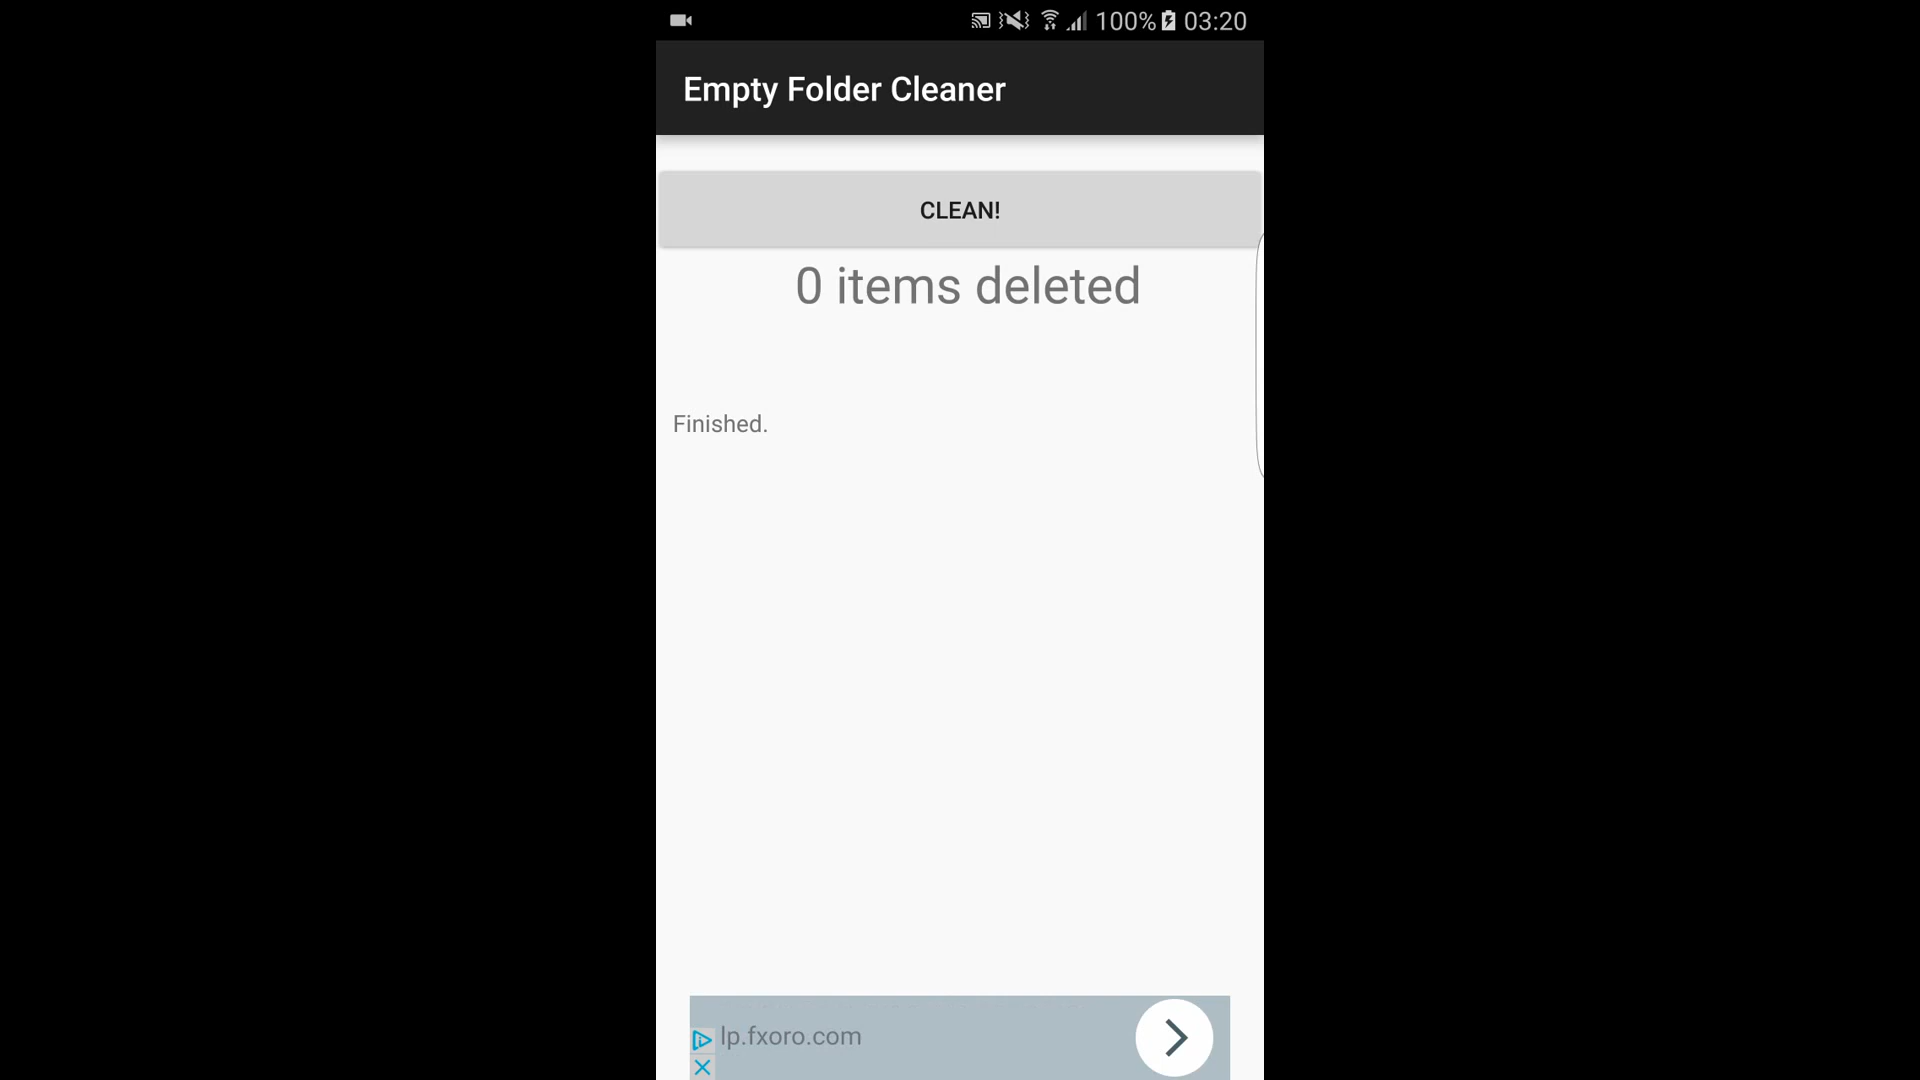 100% 03:20
Empty Folder Cleaner
CLEAN!
0 items deleted
Finished.
lp.fxoro.com